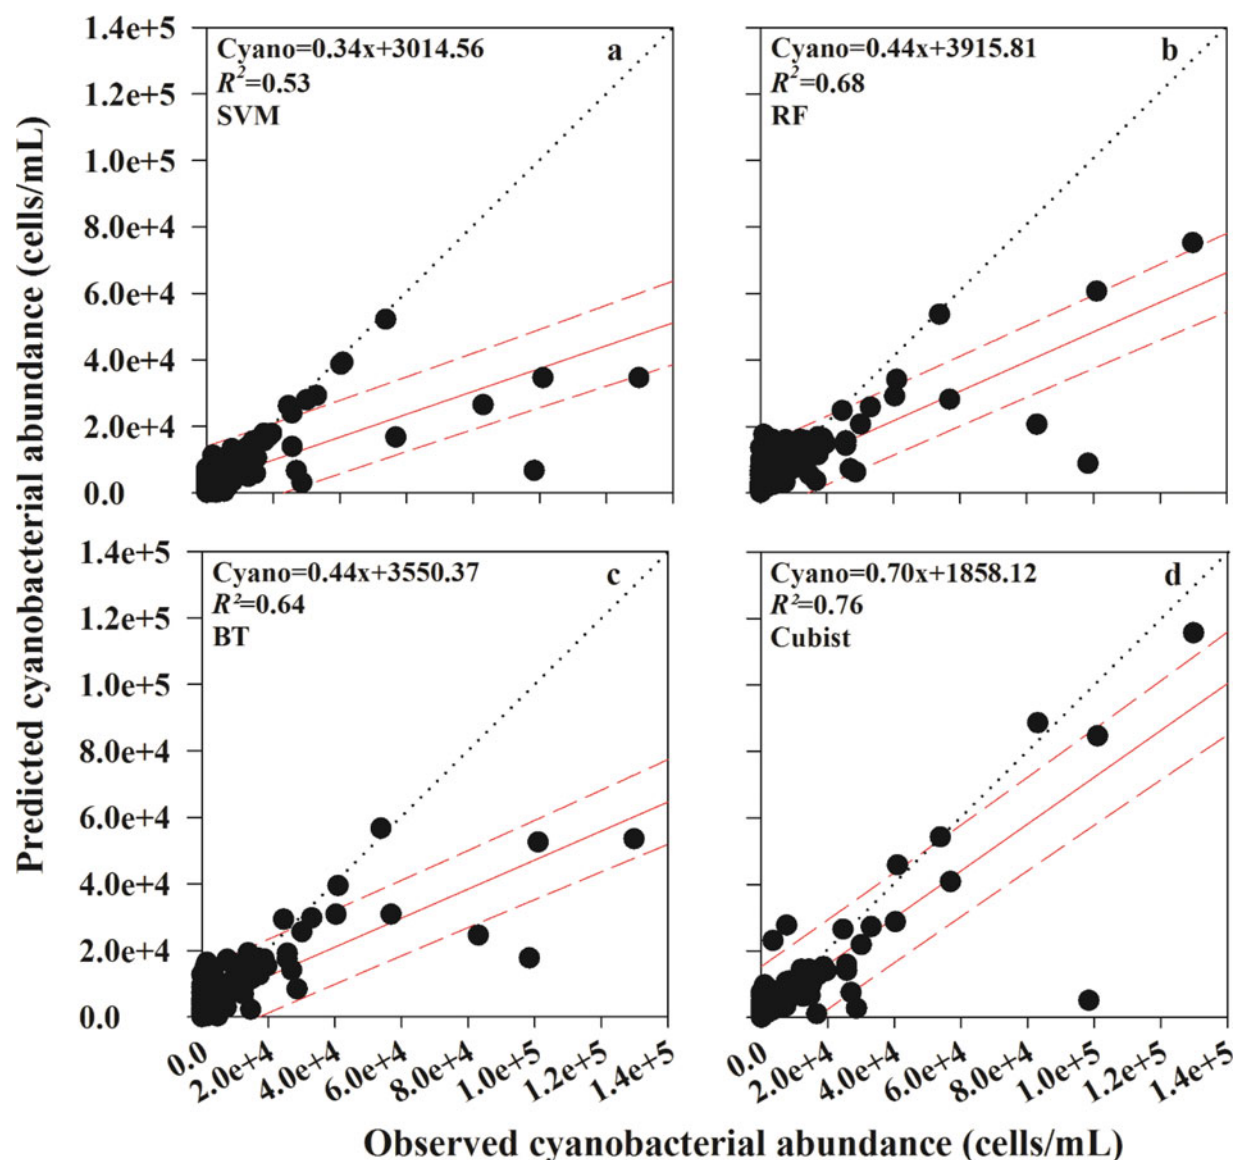 Predicted cyanobacterial abundance (cells/mL)
1.4e+5
1.2e+5
1.0e+5
8.0e+4
6.0e+4
4.0e+4
2.0e+4
0.0
Cyano=0.34x+3014.56
a
R²=0.53
SVM
Cyano=0.44x+3915.81
b
R²=0.68
RF
1.4e+5
1.2e+5
1.0e+5
8.0e+4
6.0e+4
4.0e+4
2.0e+4
0.0
Cyano=0.44x+3550.37
c
R²=0.64
BT
Cyano=0.70x+1858.12
d
R²=0.76
Cubist
0.0
2.0e+4
4.0e+4
6.0e+4
8.0e+4
1.0e+5
1.2e+5
1.4e+5
0.0
2.0e+4
4.0e+4
6.0e+4
8.0e+4
1.0e+5
1.2e+5
1.4e+5
Observed cyanobacterial abundance (cells/mL)